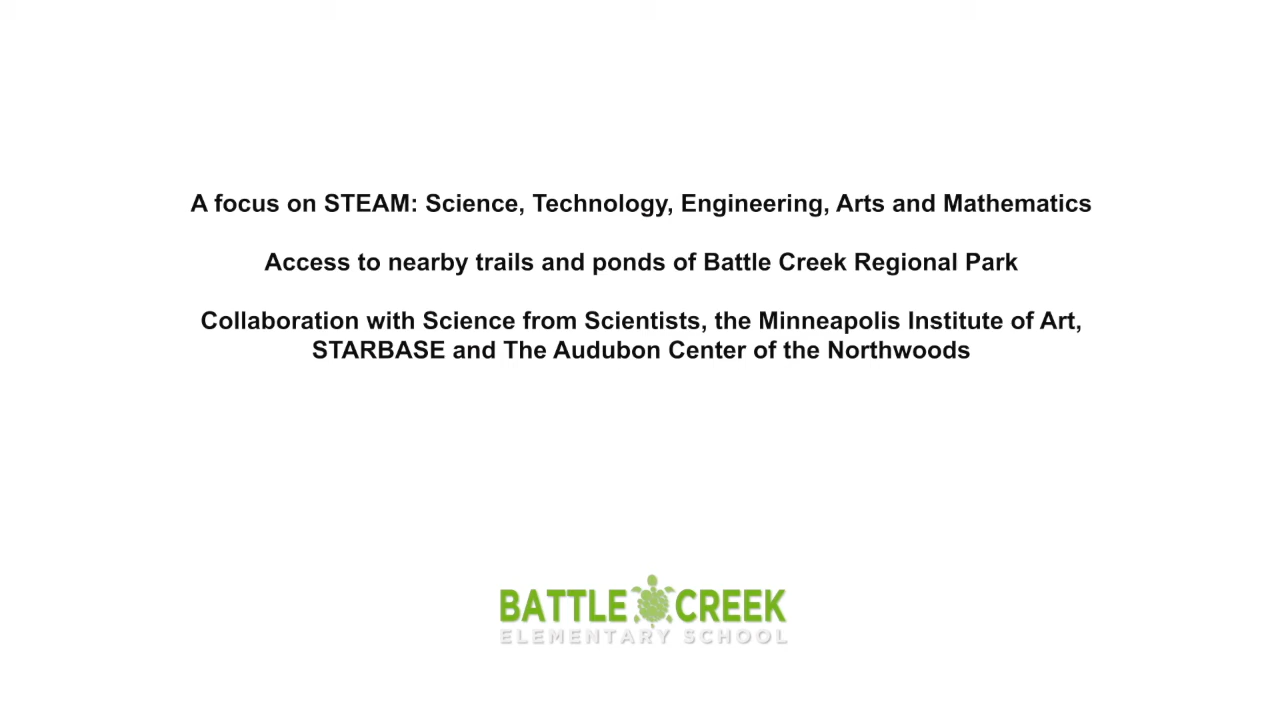 A focus on STEAM: Science, Technology, Engineering, Arts and Mathematics
Access to nearby trails and ponds of Battle Creek Regional Park
Collaboration with Science from Scientists, the Minneapolis Institute of Art,
STARBASE and The Audubon Center of the Northwoods
BATTLE CREEK
ELEMENTARY SCHOOL